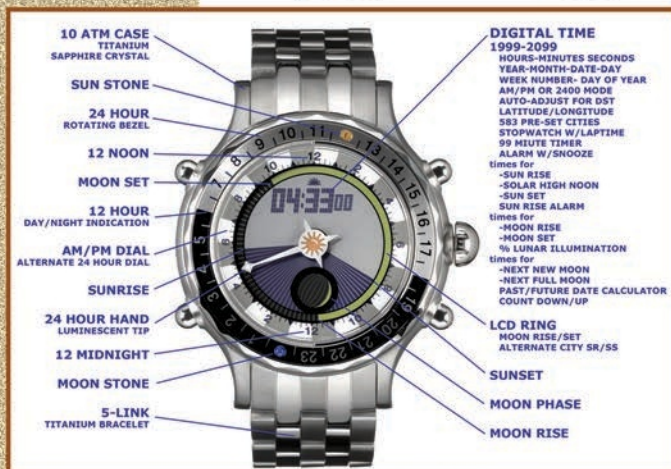 10 ATM CASE
TITANIUM
SAPPHIRE CRYSTAL
SUN STONE
24 HOUR
ROTATING BEZEL
12 NOON
MOON SET
12 HOUR
DAY/NIGHT INDICATION
AM/PM DIAL
ALTERNATE 24 HOUR DIAL
SUNRISE
24 HOUR HAND
LUMINESCENT TIP
12 MIDNIGHT
MOON STONE
5-LINK
TITANIUM BRACELET
04:3300
DIGITAL TIME
1999-2099
HOURS-MINUTES SECONDS
YEAR-MONTH-DATE-DAY
WEEK NUMBER- DAY OF YEAR
AM/PM OR 2400 MODE
AUTO-ADJUST FOR DST
LATITUDE/LONGITUDE
583 PRE-SET CITIES
STOPWATCH W/LAPTIME
99 MIUTE TIMER
ALARM W/SNOOZE
times for
-SUN RISE
-SOLAR HIGH NOON
-SUN SET
SUN RISE ALARM
times for
-MOON RISE
-MOON SET
% LUNAR ILLUMINATION
times for
-NEXT NEW MOON
-NEXT FULL MOON
PAST/FUTURE DATE CALCULATOR
COUNT DOWN/UP
LCD RING
MOON RISE/SET
ALTERNATE CITY SR/SS
SUNSET
MOON PHASE
MOON RISE